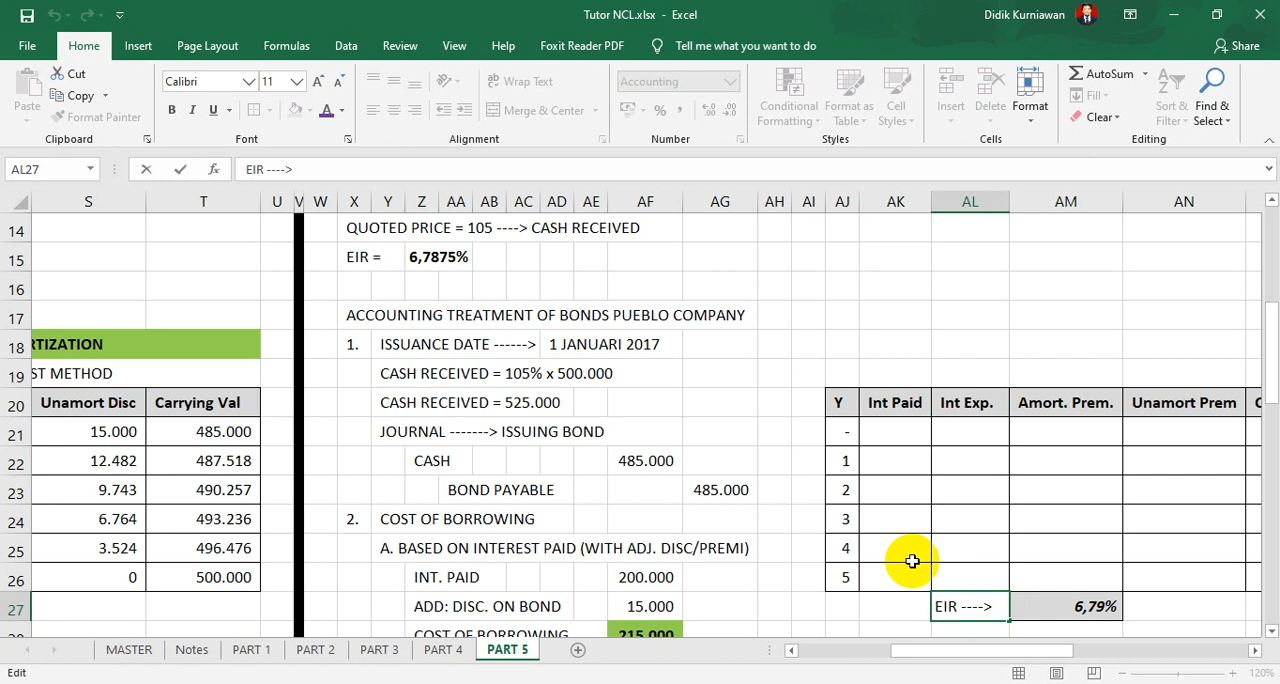 Tutor NCL.xlsx - Excel
Didik Kurniawan
File Home Insert Page Layout Formulas Data Review View Help Foxit Reader PDF Tell me what you want to do Share
Cut
Copy
Format Painter
Paste
Clipboard
Calibri 11
B I U
Font
Wrap Text
Merge & Center
Alignment
Accounting
Number
Conditional Formatting
Format as Table
Cell Styles
Styles
Insert Delete Format
Cells
AutoSum
Fill
Clear
Sort & Filter
Find & Select
Editing
AL27 fx EIR ---->
S T U V W X Y Z AA AB AC AD AE AF AG AH AI AJ AK AL AM AN
14 QUOTED PRICE = 105 ----> CASH RECEIVED
15 EIR = 6,7875%
16
17 ACCOUNTING TREATMENT OF BONDS PUEBLO COMPANY
18 RTIZATION 1. ISSUANCE DATE ------> 1 JANUARI 2017
19 ST METHOD CASH RECEIVED = 105% x 500.000
20 Unamort Disc Carrying Val CASH RECEIVED = 525.000 Y Int Paid Int Exp. Amort. Prem. Unamort Prem
21 15.000 485.000 JOURNAL -------> ISSUING BOND -
22 12.482 487.518 CASH 485.000 1
23 9.743 490.257 BOND PAYABLE 485.000 2
24 6.764 493.236 2. COST OF BORROWING 3
25 3.524 496.476 A. BASED ON INTEREST PAID (WITH ADJ. DISC/PREMI) 4
26 0 500.000 INT. PAID 200.000 5
27 ADD: DISC. ON BOND 15.000 EIR ----> 6,79%
COST OF BORROWING 215.000
MASTER Notes PART 1 PART 2 PART 3 PART 4 PART 5
Edit 120%